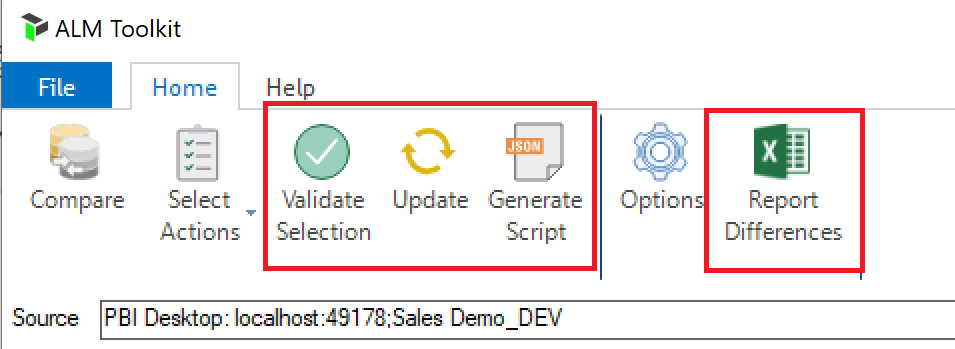 ALM Toolkit
File Home Help
Compare
Select
Actions
Validate
Selection
Update
JSON
Generate
Script
Options
X
Report
Differences
Source PBI Desktop: localhost:49178;Sales Demo_DEV